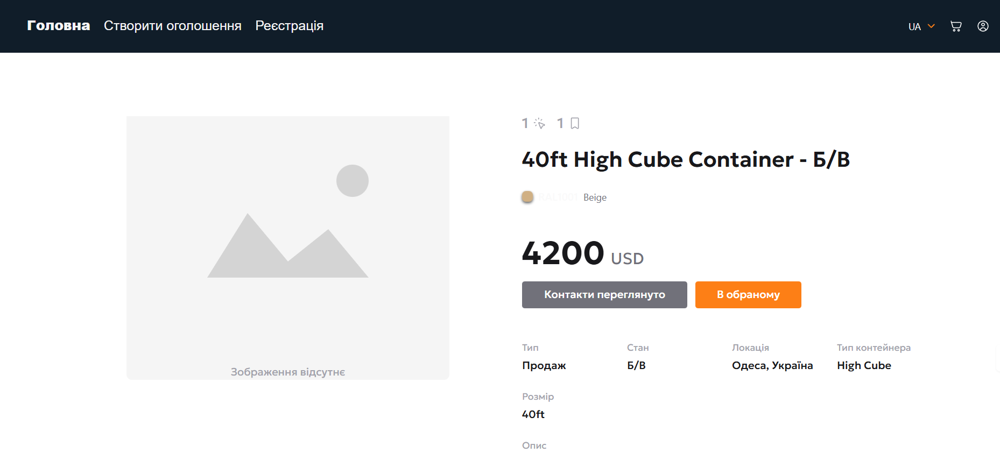 Головна Створити оголошення Реєстрація UA
1 1
40ft High Cube Container - Б/В
RAL1001 Beige
4200 USD
Контакти переглянуто В обраному
Зображення відсутнє
Тип Стан Локація Тип контейнера
Продаж Б/В Одеса, Україна High Cube
Розмір
40ft
Опис